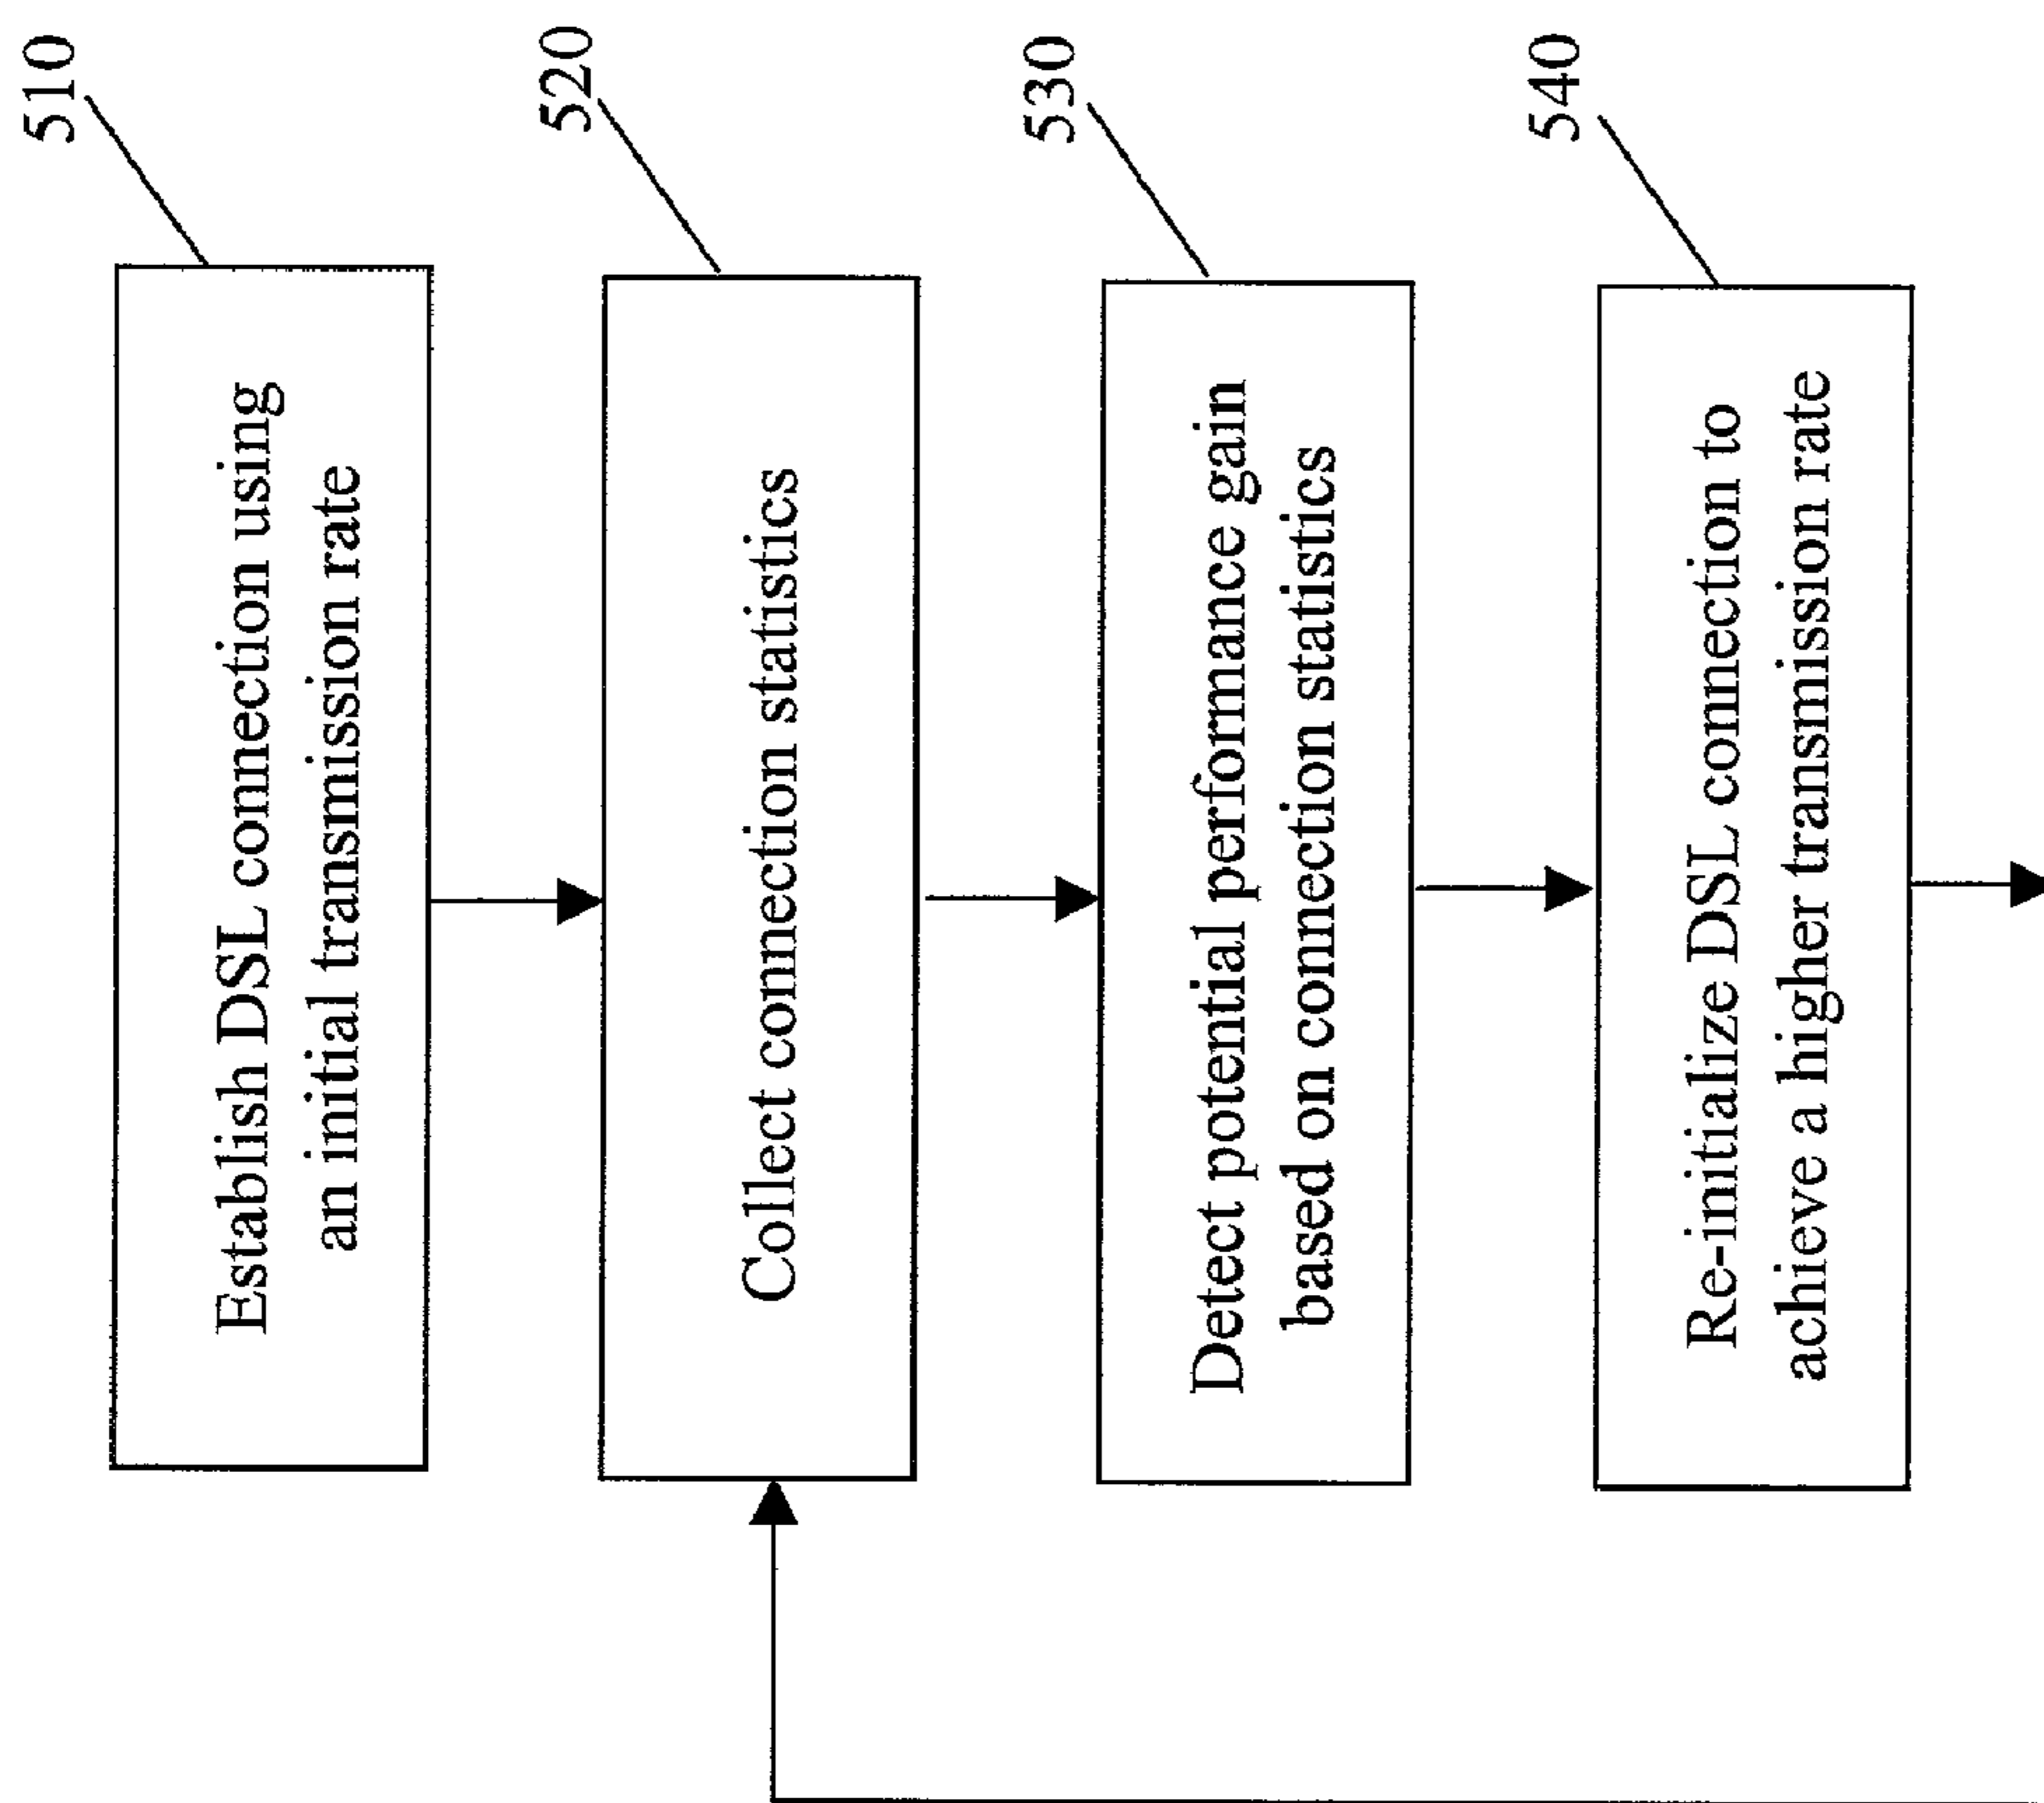 510
Establish DSL connection using
an initial transmission rate
520
Collect connection statistics
530
Detect potential performance gain
based on connection statistics
540
Re-initialize DSL connection to
achieve a higher transmission rate